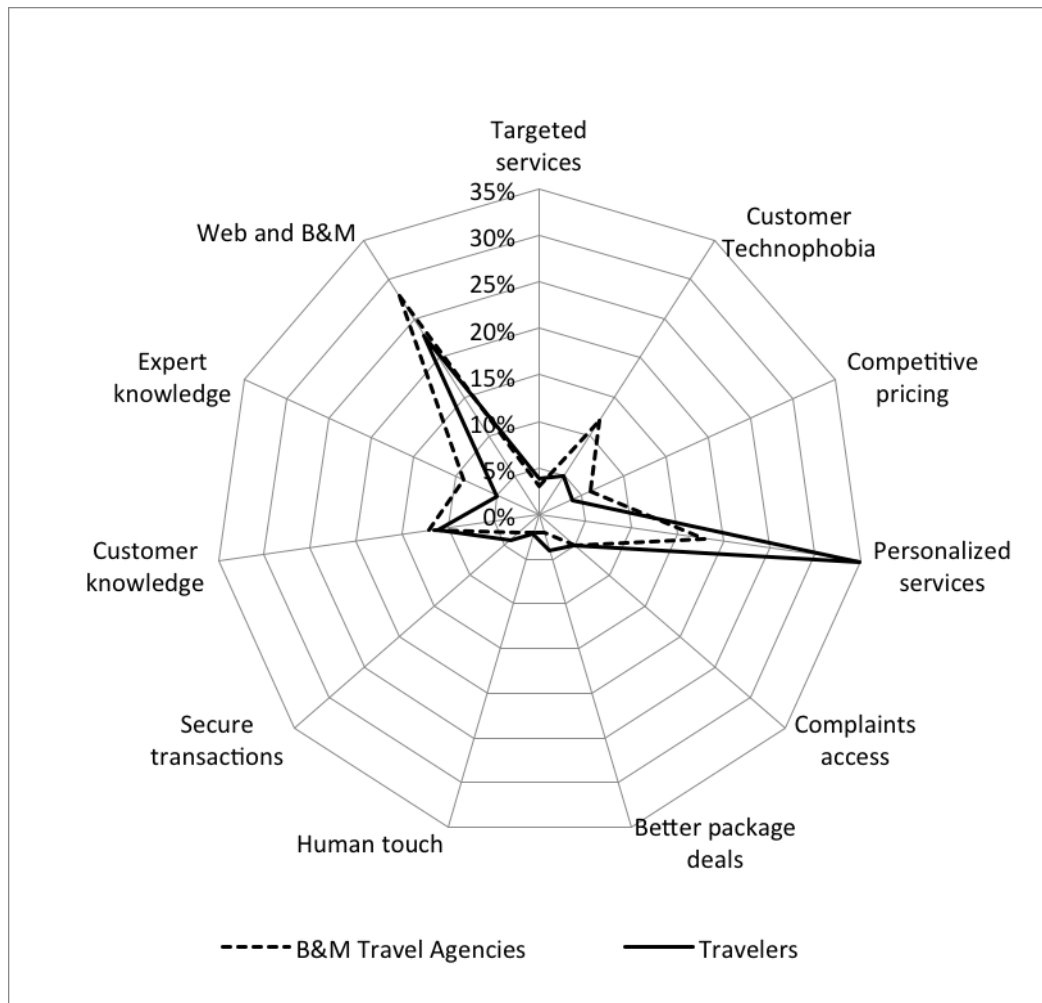 Targeted
services
35%
30%
25%
20%
15%
10%
5%
0%
Customer
Technophobia
Competitive
pricing
Personalized
services
Complaints
access
Better package
deals
Human touch
Secure
transactions
Customer
knowledge
Expert
knowledge
Web and B&M
B&M Travel Agencies
Travelers